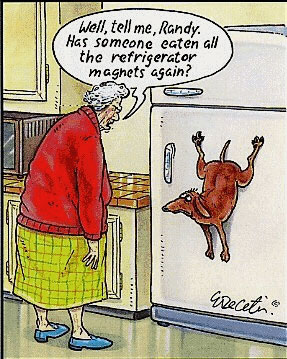 Well, tell me, Randy.
Has someone eaten all
the refrigerator
magnets again?